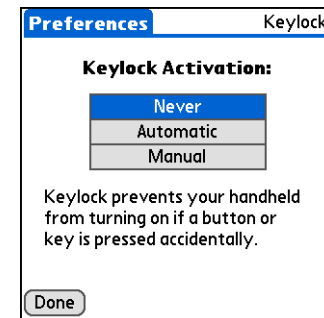 Preferences Keylock
Keylock Activation:
Never
Automatic
Manual
Keylock prevents your handheld
from turning on if a button or
key is pressed accidentally.
Done